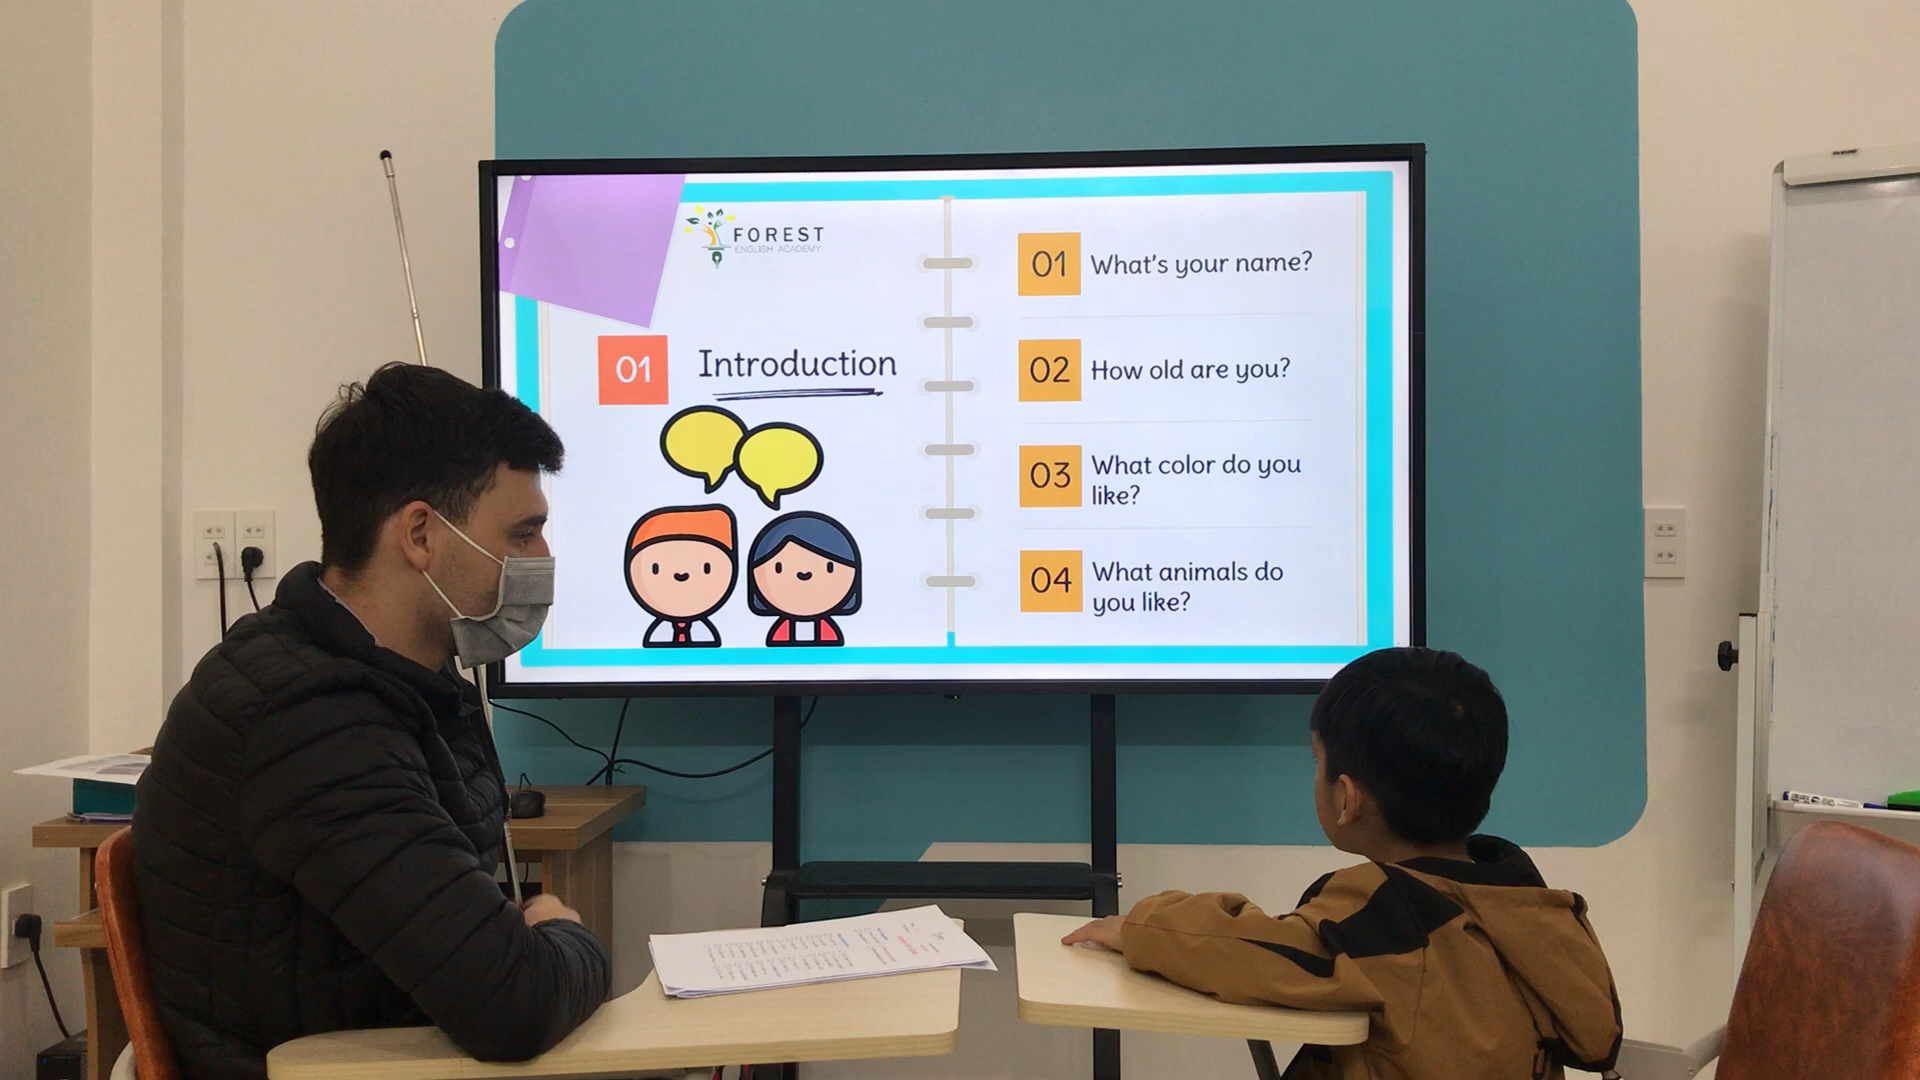 FOREST
ENGLISH ACADEMY
01 Introduction
01 What's your name?
02 How old are you?
03 What color do you
like?
04 What animals do
you like?